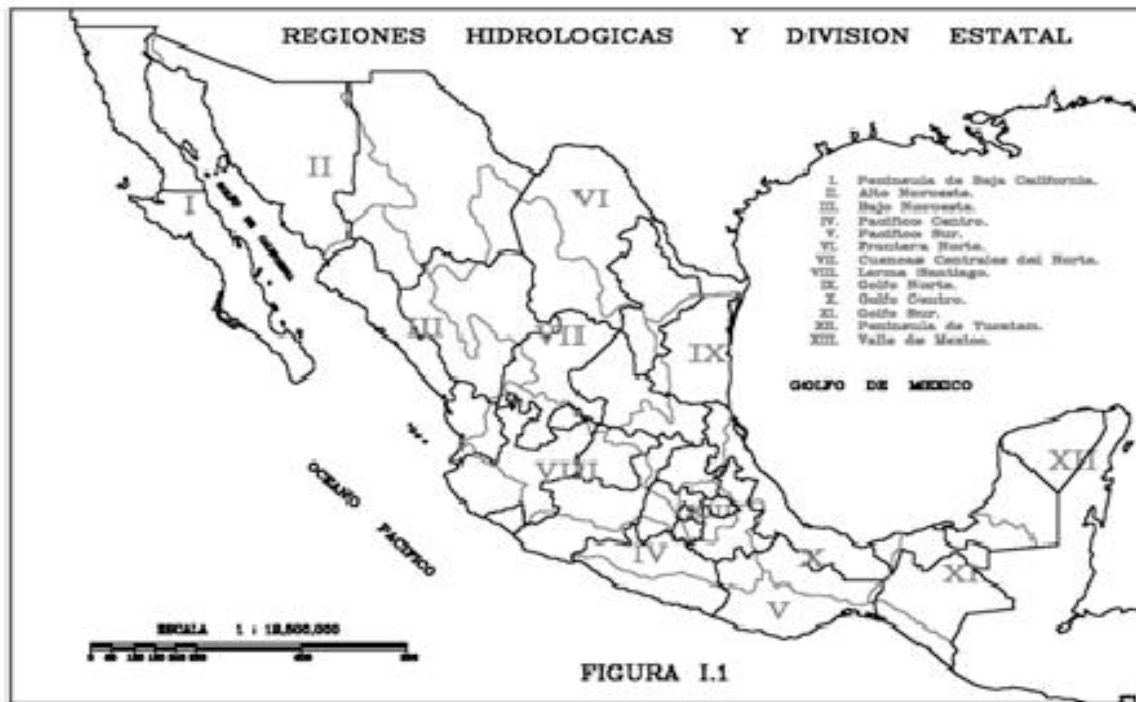 REGIONES HIDROLOGICAS Y DIVISION ESTATAL
I. Peninsula de Baja California.
II. Alto Noroeste.
III. Bajo Noroeste.
IV. Pacifico Centro.
V. Pacifico Sur.
VI. Frontera Norte.
VII. Cuencas Centrales del Norte.
VIII. Lerma Santiago.
IX. Golfo Norte.
X. Golfo Centro.
XI. Golfo Sur.
XII. Peninsula de Yucatan.
XIII. Valle de Mexico.
GOLFO DE MEXICO
I
II
VI
III
VII
IX
VIII
XII
IV
X
XI
V
OCEANO PACIFICO
ESCALA 1 : 12,500,000
FIGURA I.1